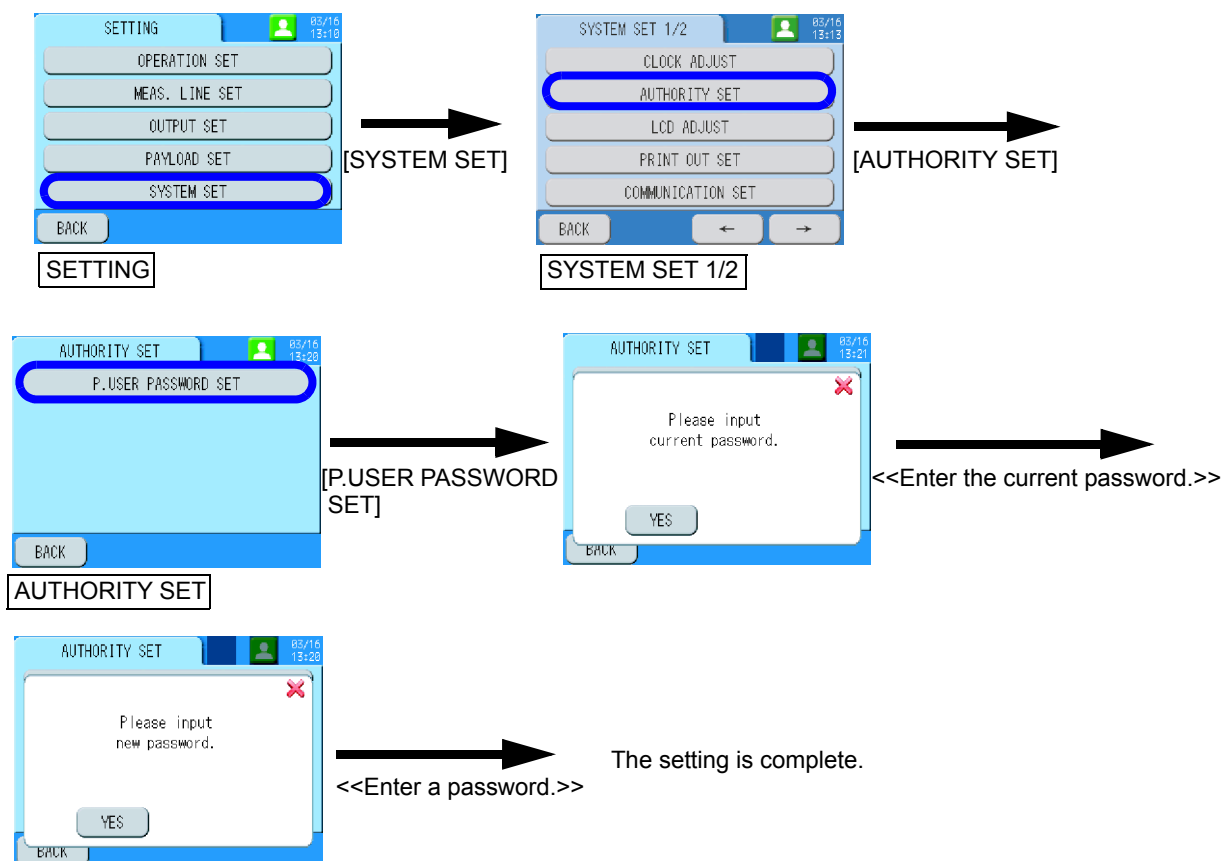 SETTING
03/16
13:10
OPERATION SET
MEAS. LINE SET
OUTPUT SET
PAYLOAD SET
SYSTEM SET
BACK
SETTING
[SYSTEM SET]
SYSTEM SET 1/2
03/16
13:13
CLOCK ADJUST
AUTHORITY SET
LCD ADJUST
PRINT OUT SET
COMMUNICATION SET
BACK
←
→
SYSTEM SET 1/2
[AUTHORITY SET]
AUTHORITY SET
03/16
13:20
P.USER PASSWORD SET
BACK
AUTHORITY SET
[P.USER PASSWORD
SET]
AUTHORITY SET
03/16
13:21
Please input
current password.
YES
BACK
<<Enter the current password.>>
AUTHORITY SET
03/16
13:20
Please input
new password.
YES
BACK
<<Enter a password.>>
The setting is complete.